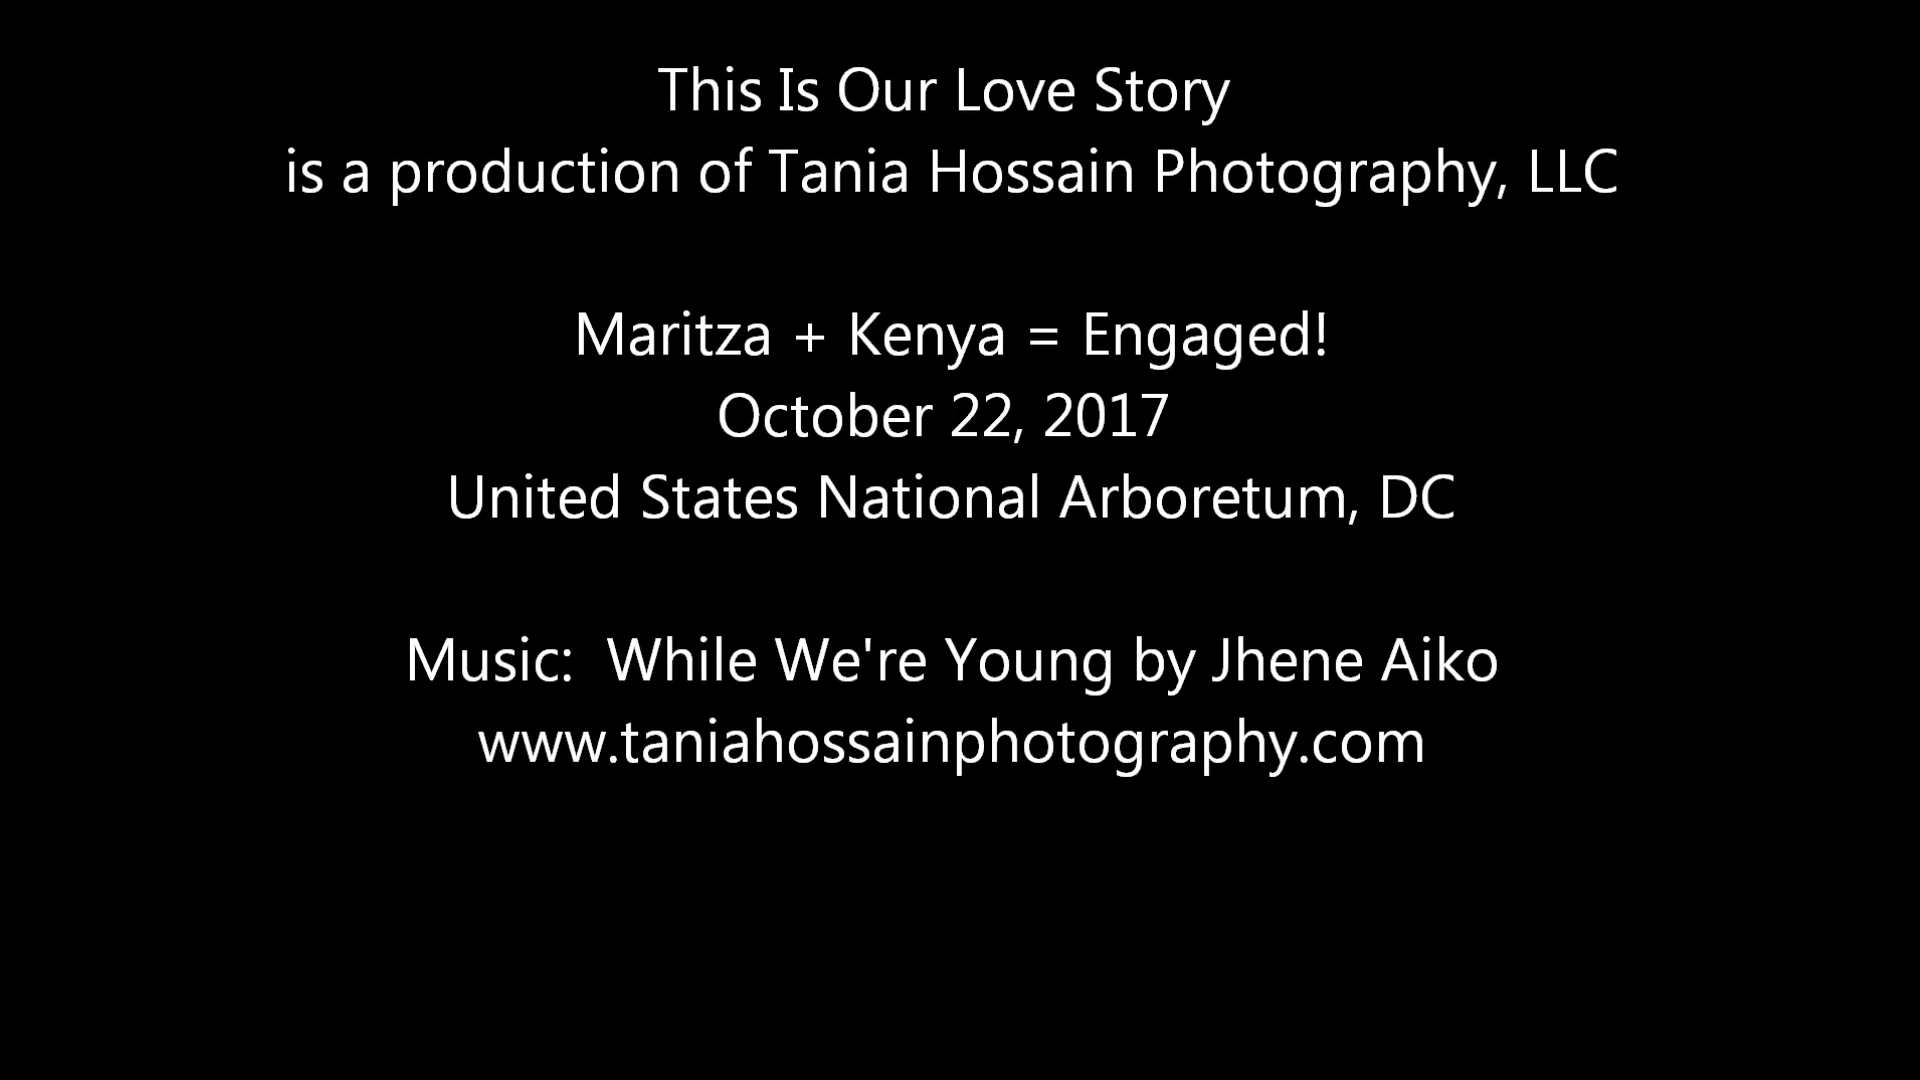 This Is Our Love Story
is a production of Tania Hossain Photography, LLC
Maritza + Kenya = Engaged!
October 22, 2017
United States National Arboretum, DC
Music:  While We're Young by Jhene Aiko
www.taniahossainphotography.com